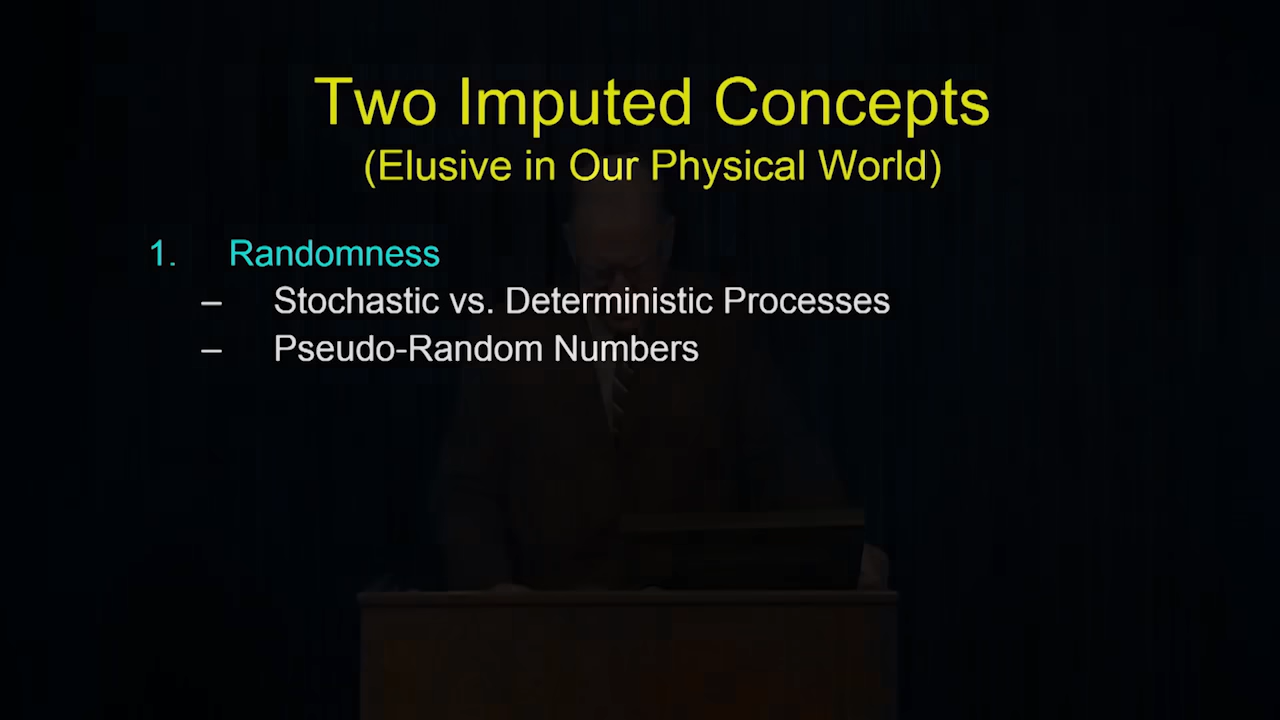 Two Imputed Concepts
(Elusive in Our Physical World)
1. Randomness
– Stochastic vs. Deterministic Processes
– Pseudo-Random Numbers